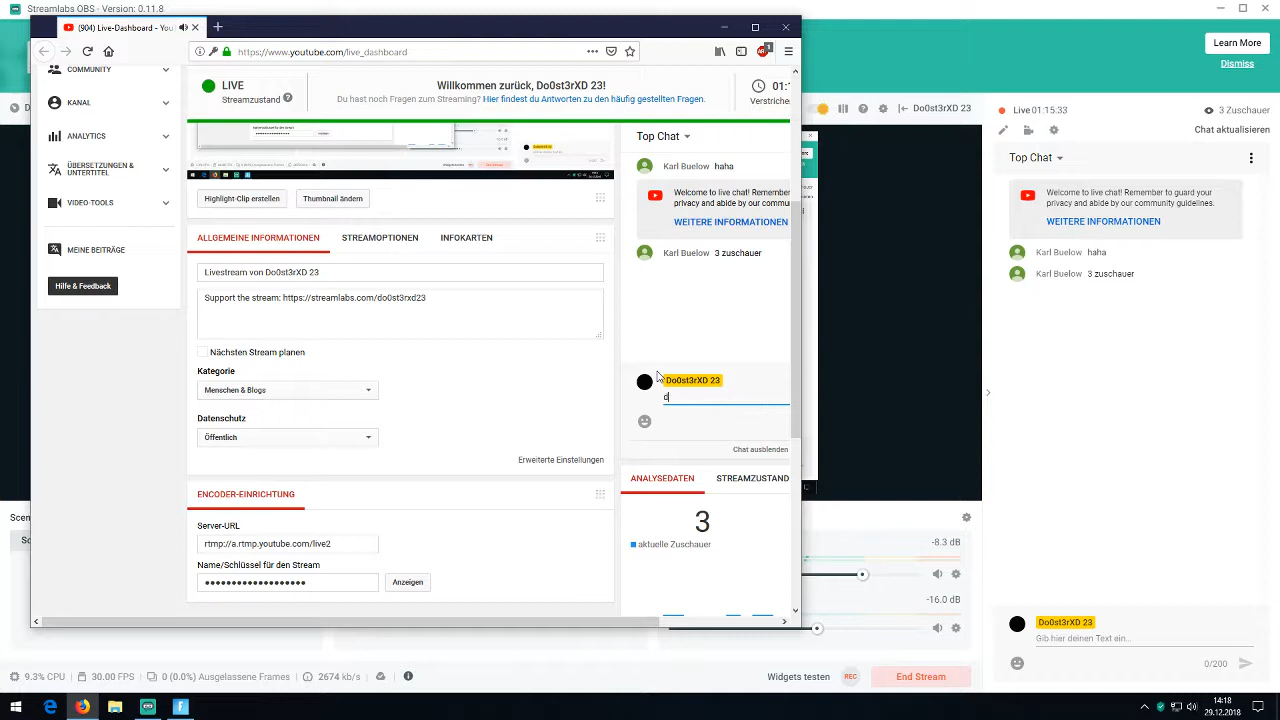 Streamlabs OBS - Version: 0.11.8
(904) Live-Dashboard - You
https://www.youtube.com/live_dashboard
Learn More
Dismiss
COMMUNITY
KANAL
ANALYTICS
ÜBERSETZUNGEN &
UNTERTITEL
VIDEO-TOOLS
MEINE BEITRÄGE
Hilfe & Feedback
LIVE
Streamzustand
Willkommen zurück, Do0st3rXD 23!
Du hast noch Fragen zum Streaming? Hier findest du Antworten zu den häufig gestellten Fragen.
Verstriche
Highlight-Clip erstellen
Thumbnail ändern
ALLGEMEINE INFORMATIONEN
STREAMOPTIONEN
INFOKARTEN
Livestream von Do0st3rXD 23
Support the stream: https://streamlabs.com/do0st3rxd23
Nächsten Stream planen
Kategorie
Menschen & Blogs
Datenschutz
Öffentlich
Erweiterte Einstellungen
ENCODER-EINRICHTUNG
Server-URL
rtmp://a.rtmp.youtube.com/live2
Name/Schlüssel für den Stream
Anzeigen
Top Chat
Karl Buelow haha
Welcome to live chat! Remember
privacy and abide by our commu
WEITERE INFORMATIONEN
Karl Buelow 3 zuschauer
Do0st3rXD 23
d
Chat ausblenden
ANALYSEDATEN
STREAMZUSTAND
3
aktuelle Zuschauer
Do0st3rXD 23
-8.3 dB
-16.0 dB
Live 01:15:33
3 Zuschauer
Chat aktualisieren
Top Chat
Welcome to live chat! Remember to guard your
privacy and abide by our community guidelines.
WEITERE INFORMATIONEN
Karl Buelow haha
Karl Buelow 3 zuschauer
Do0st3rXD 23
Gib hier deinen Text ein...
0/200
9.3% CPU
30.00 FPS
0 (0.0%) Ausgelassene Frames
2674 kb/s
Widgets testen
REC
End Stream
14:18
29.12.2018